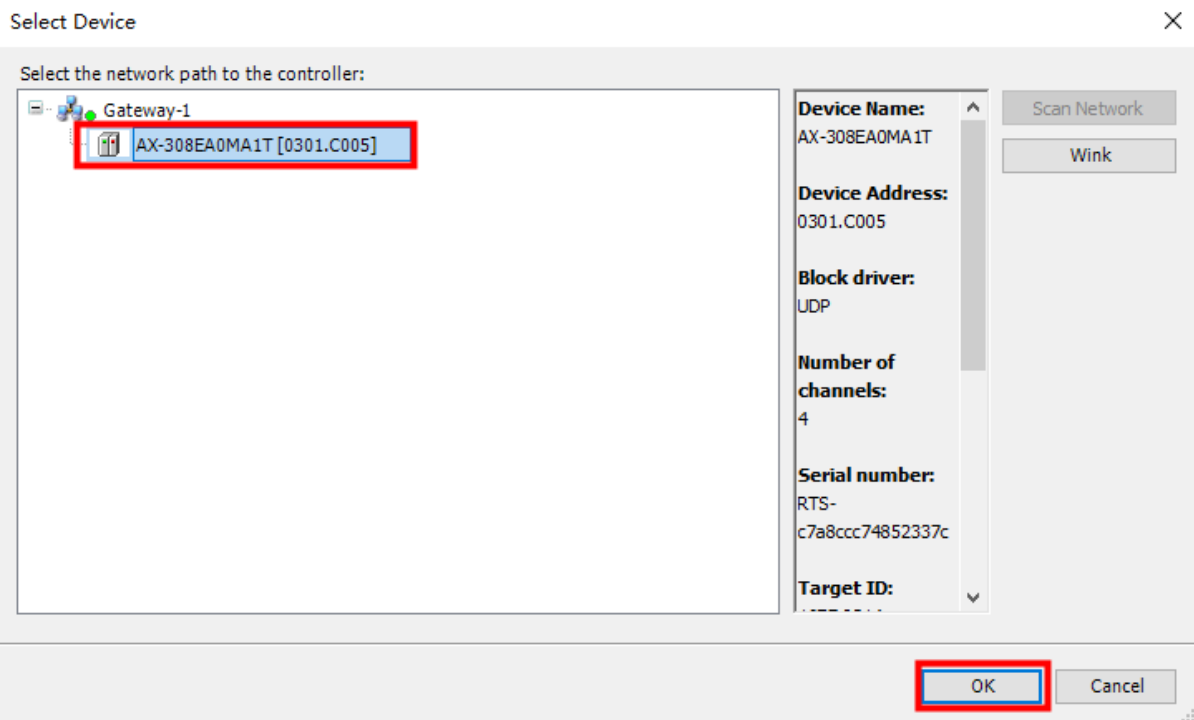 Select Device
Select the network path to the controller:
Gateway-1
AX-308EA0MA1T [0301.C005]
Device Name:
AX-308EA0MA1T
Device Address:
0301.C005
Block driver:
UDP
Number of
channels:
4
Serial number:
RTS-
c7a8ccc74852337c
Target ID:
Scan Network
Wink
OK
Cancel